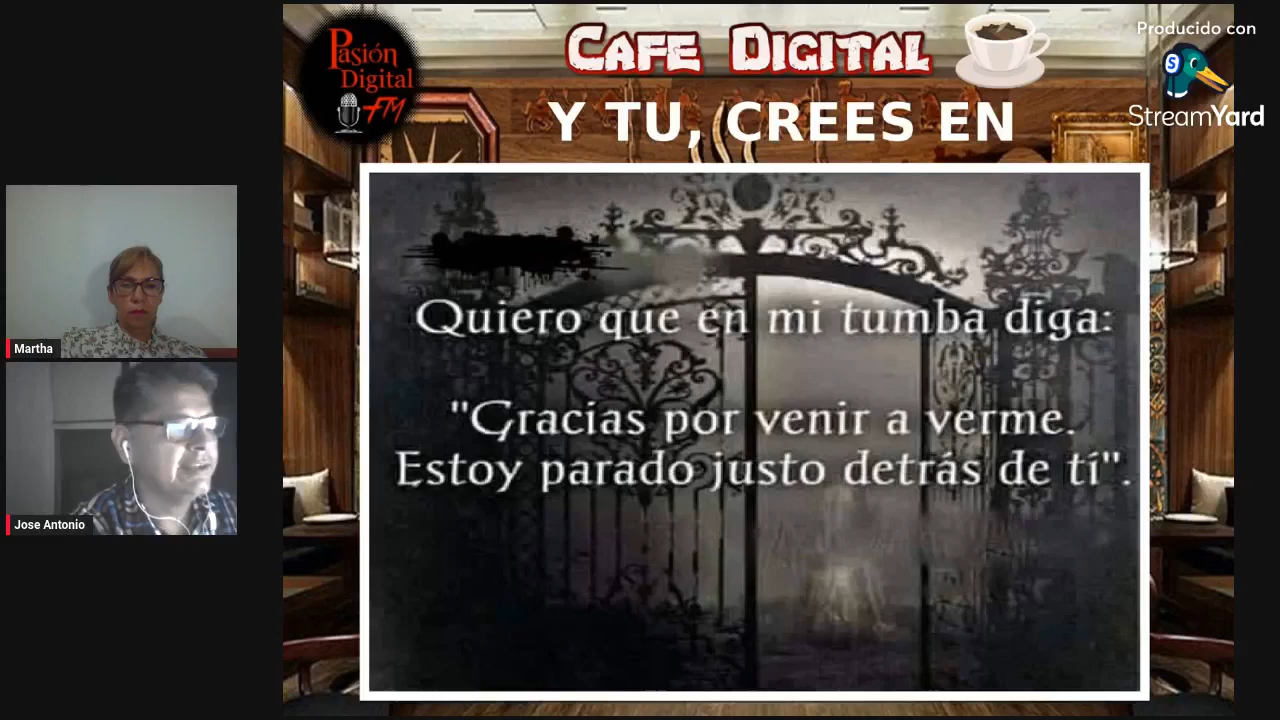 Pasión
Digital
FM
CAFE DIGITAL
Y TU, CREES EN
Producido con
S
StreamYard
Quiero que en mi tumba diga:
"Gracias por venir a verme.
Estoy parado justo detrás de tí".
Martha
Jose Antonio